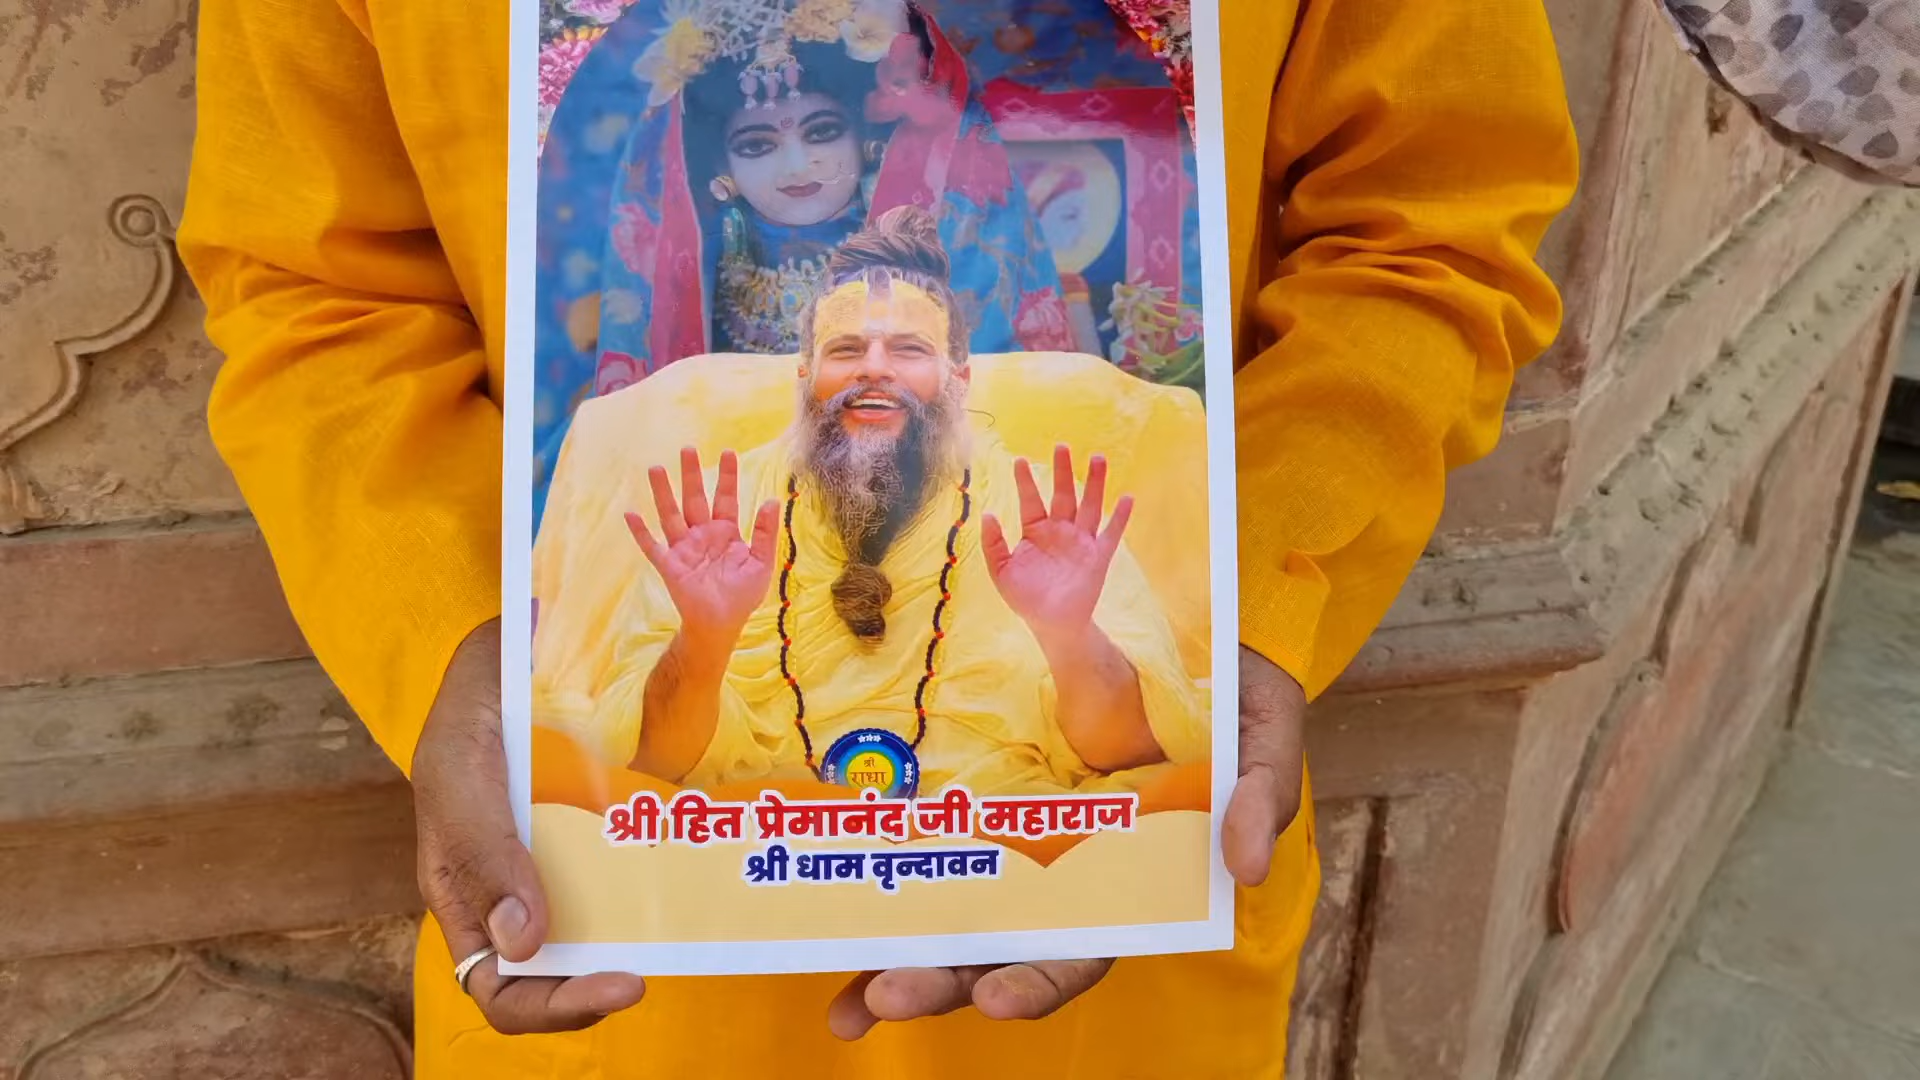 श्री
राधा
श्री हित प्रेमानंद जी महाराज
श्री धाम वृन्दावन